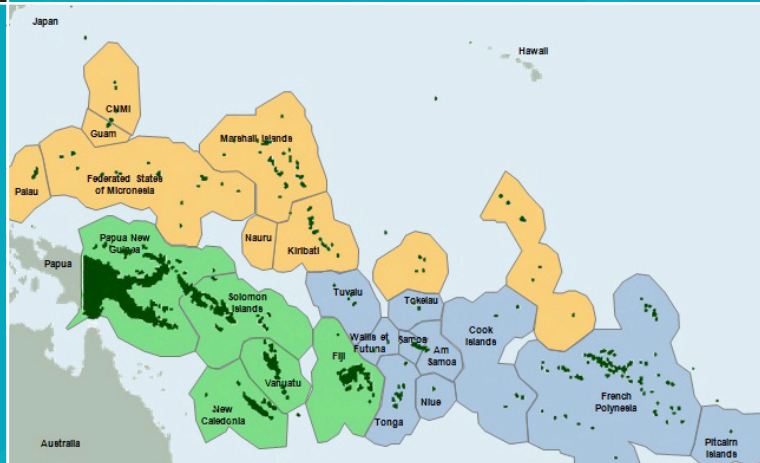 Japan
Hawaii
CNMI
Guam
Marshall Islands
Federated States
of Micronesia
Palau
Papua New
Guinea
Nauru
Kiribati
Papua
Solomon
Islands
Tuvalu
Tokelau
Wallis et
Futuna
Samoa
Am
Samoa
Cook
Islands
Fiji
Vanuatu
New
Caledonia
Tonga
Niue
French
Polynesia
Pitcairn
Islands
Australia